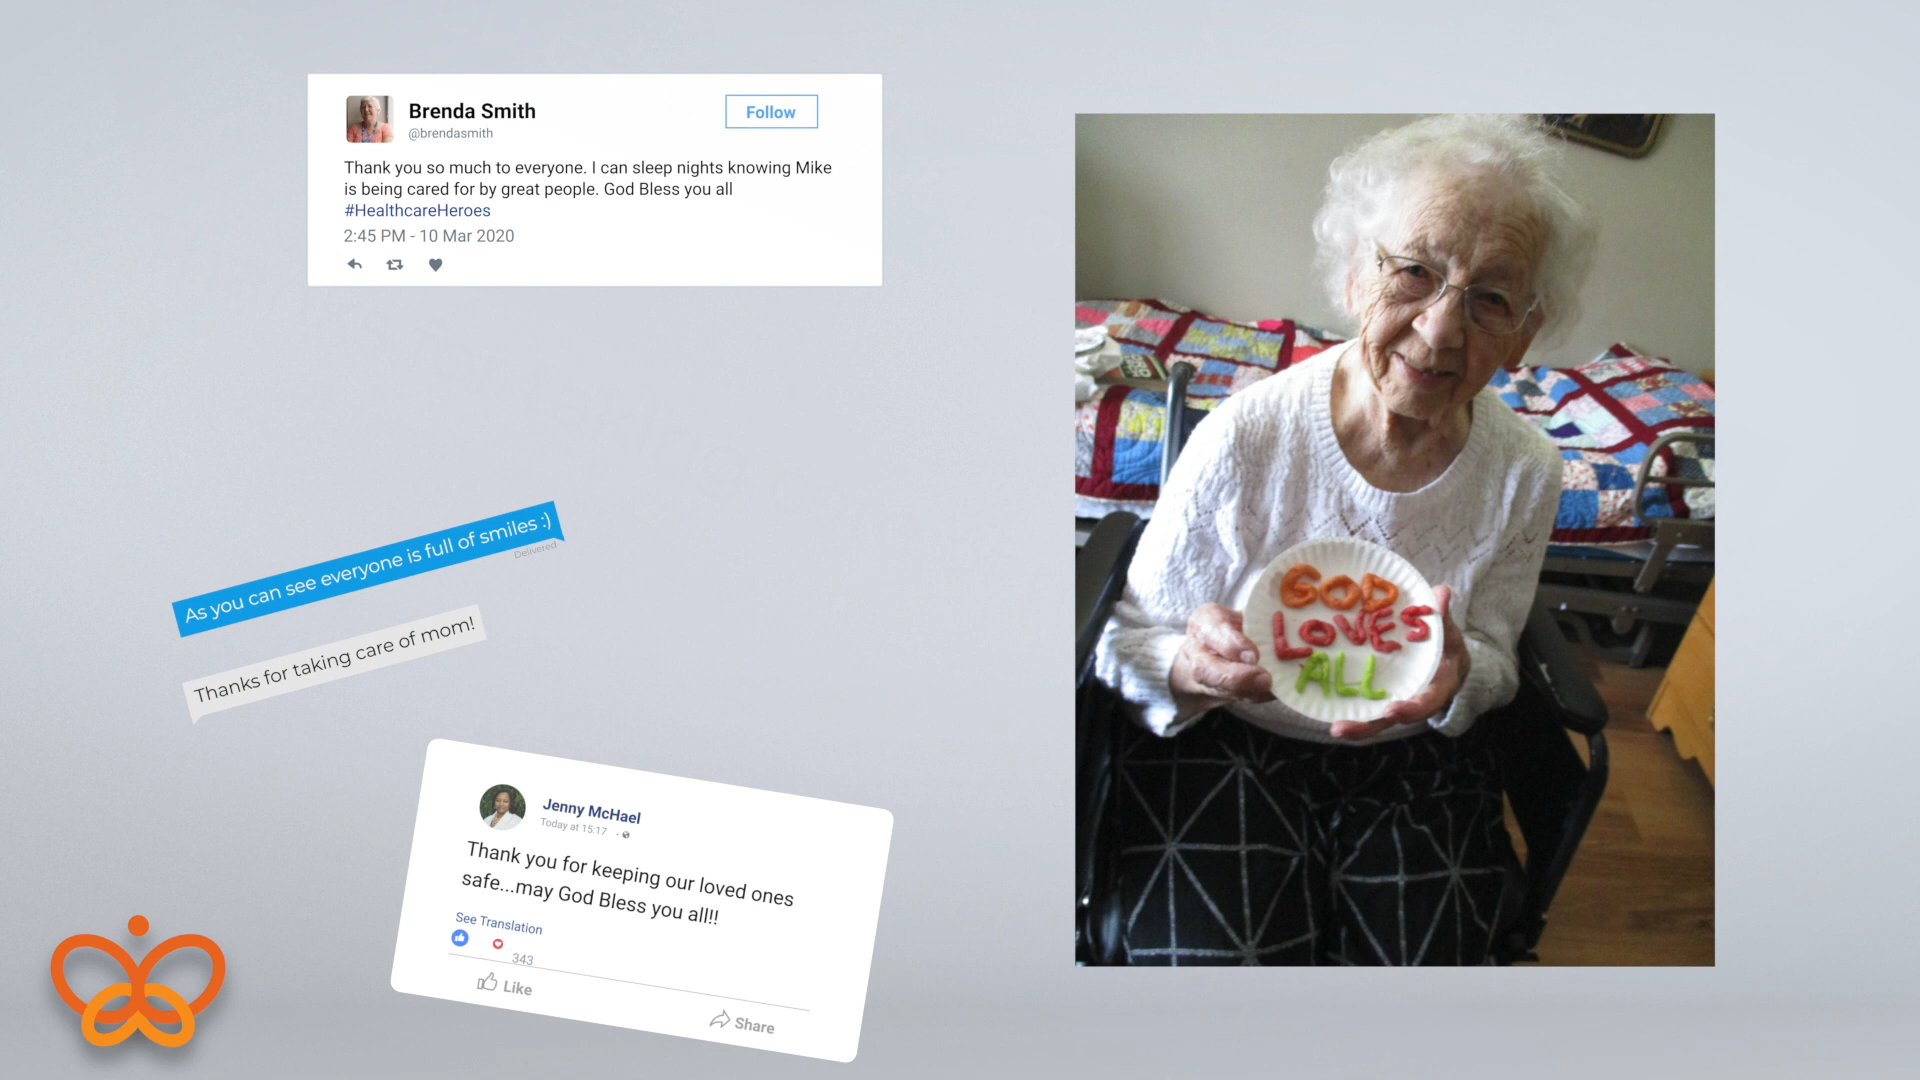 Brenda Smith
@brendasmith
Follow
Thank you so much to everyone. I can sleep nights knowing Mike
is being cared for by great people. God Bless you all
#HealthcareHeroes
2:45 PM - 10 Mar 2020
As you can see everyone is full of smiles :)
Delivered
Thanks for taking care of mom!
Jenny McHael
Today at 15:17
Thank you for keeping our loved ones
safe...may God Bless you all!!
See Translation
343
Like
Share
GOD
LOVES
ALL